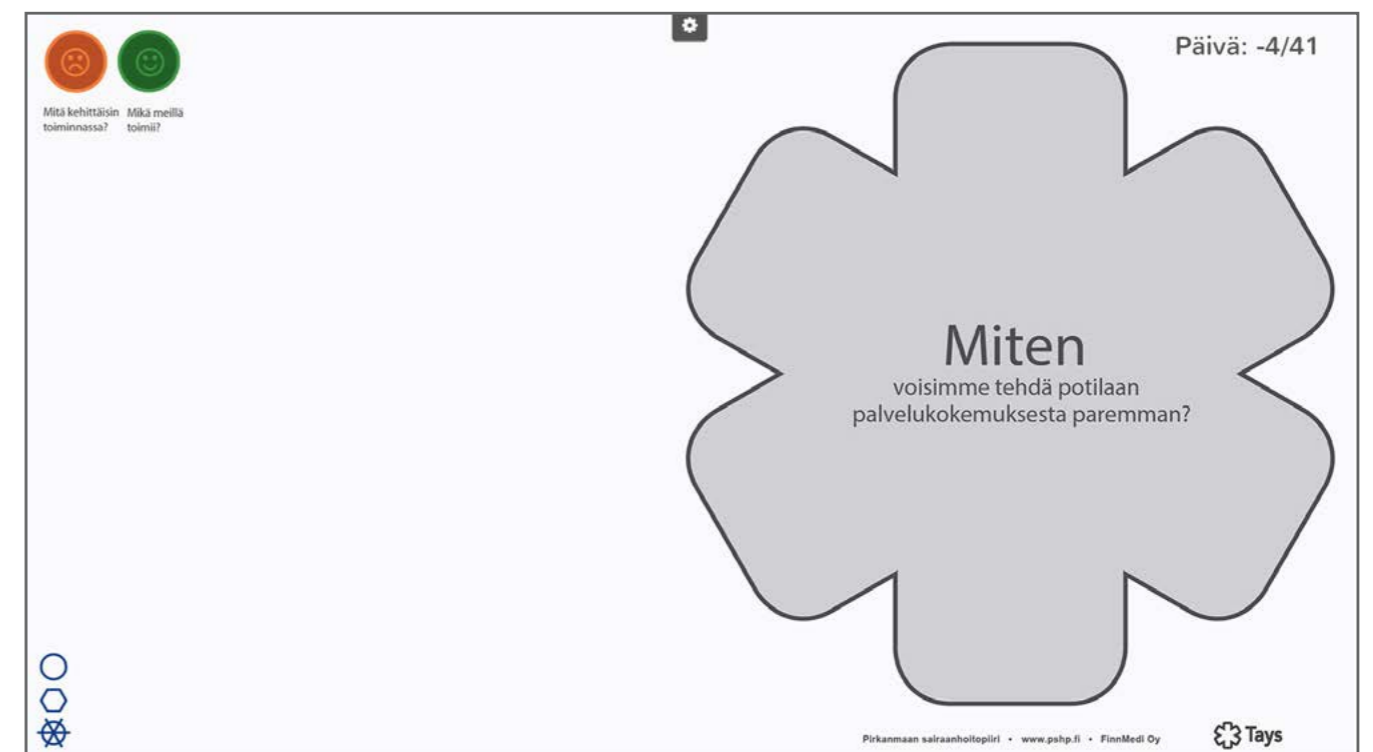 Päivä: -4/41
Mitä kehittäisin
toiminnassa?
Mikä meillä
toimii?
Miten
voisimme tehdä potilaan
palvelukokemuksesta paremman?
Pirkanmaan sairaanhoitopiiri • www.pshp.fi • FinnMedi Oy
Tays